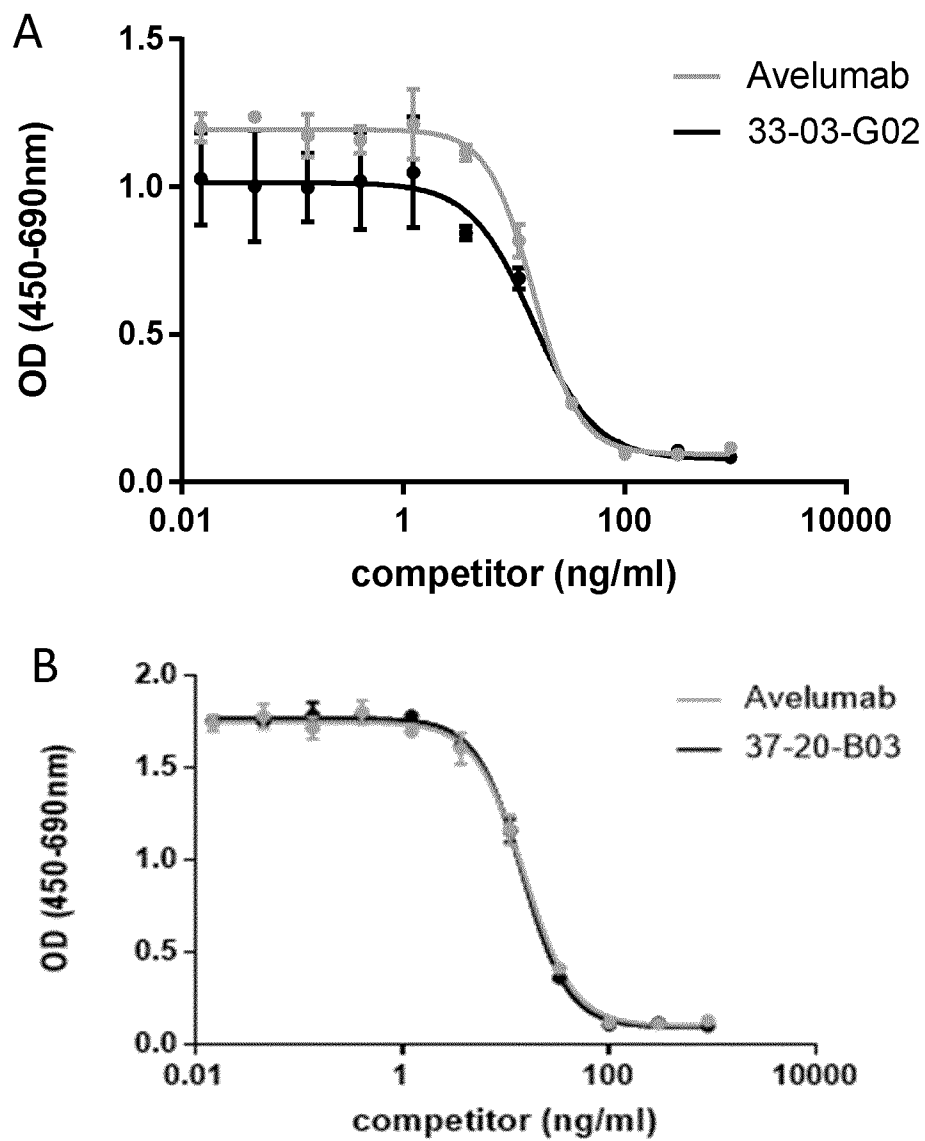 A
1.5
Avelumab
33-03-G02
1.0
OD (450-690nm)
0.5
0.0
0.01 1 100 10000
competitor (ng/ml)
B
2.0
Avelumab
37-20-B03
1.5
OD (450-690nm)
1.0
0.5
0.0
0.01 1 100 10000
competitor (ng/ml)